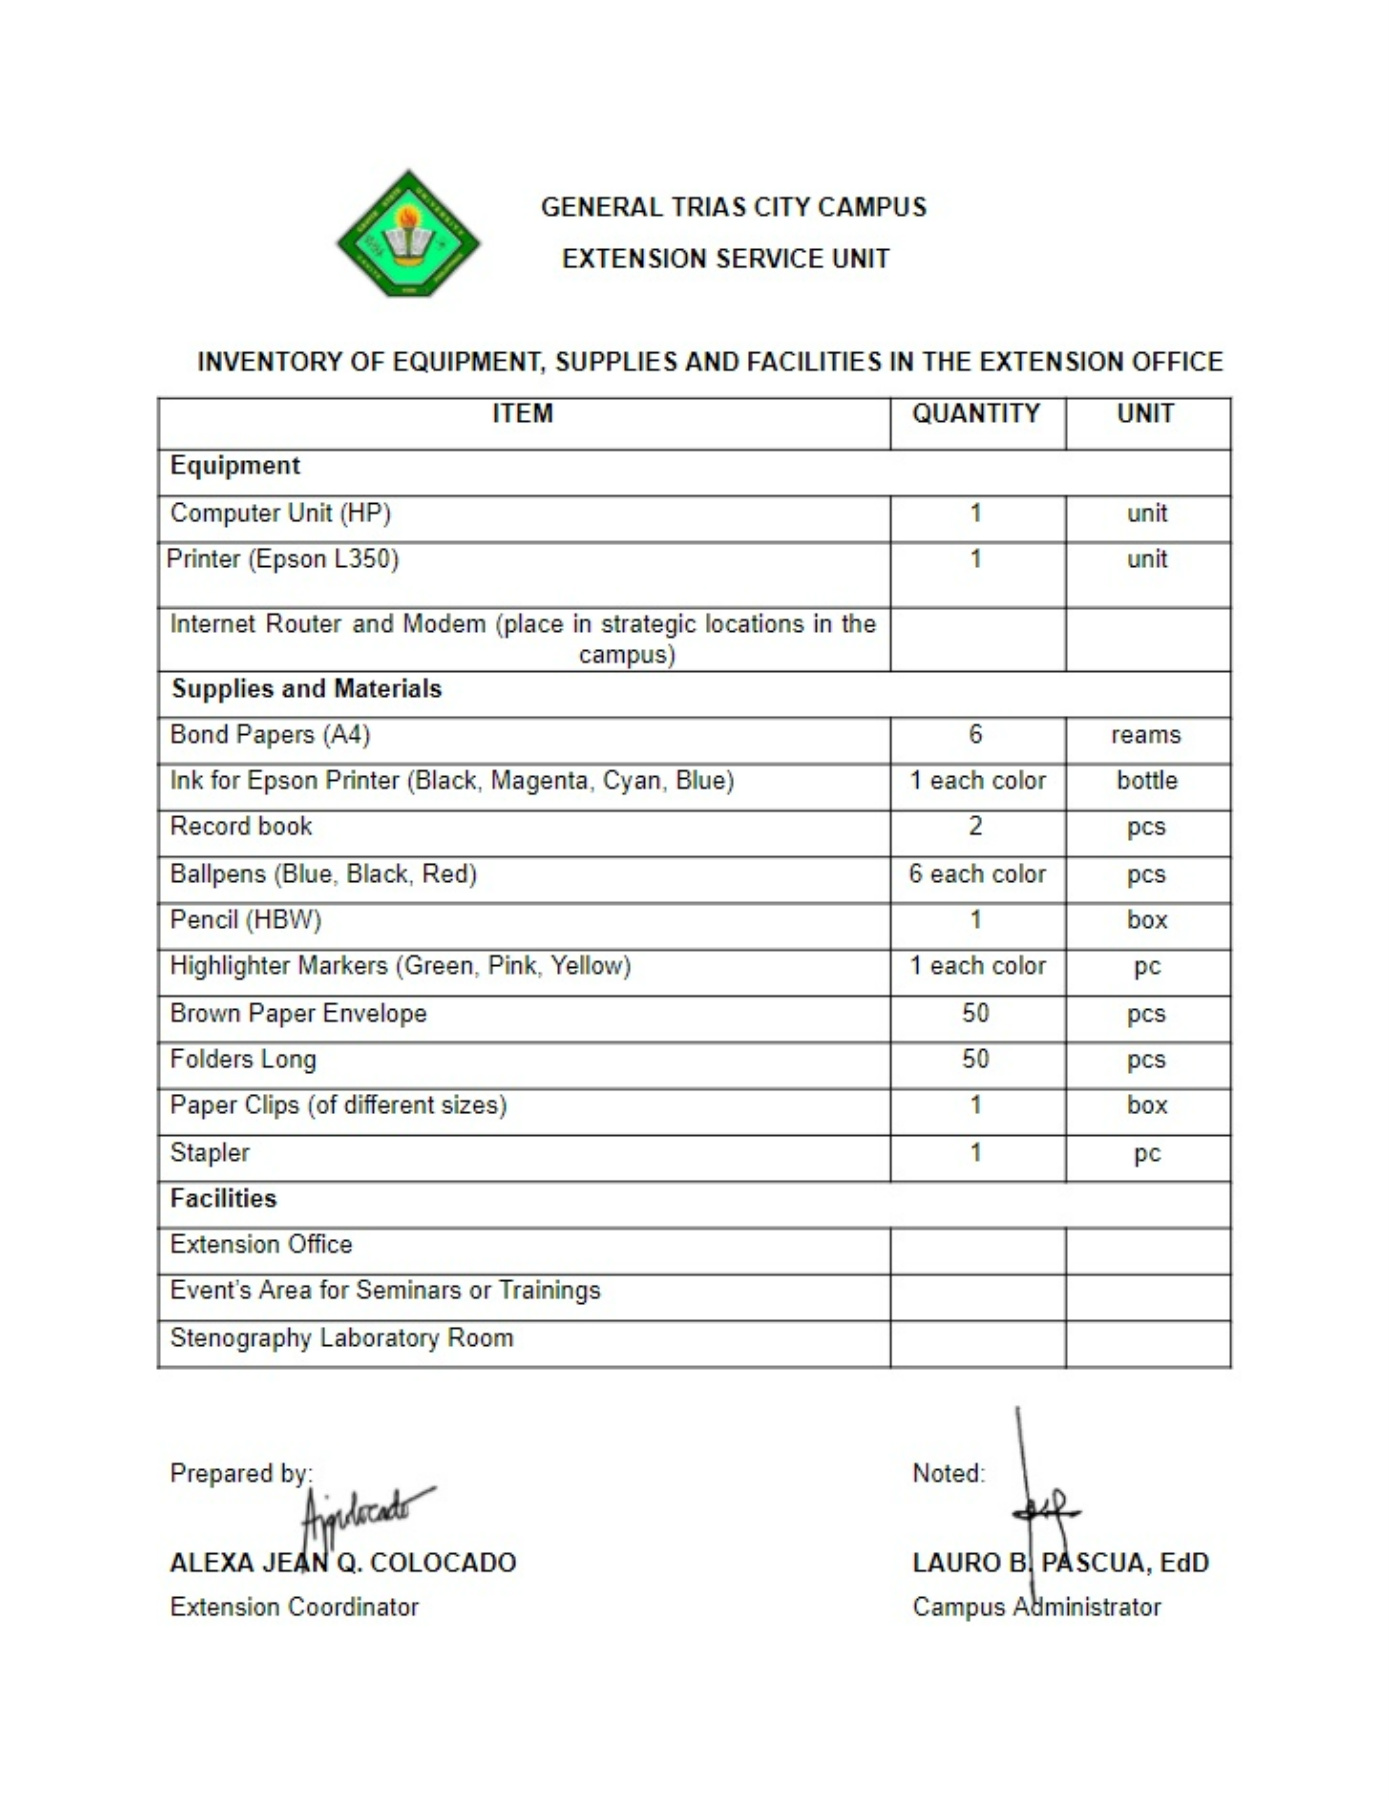 GENERAL TRIAS CITY CAMPUS
EXTENSION SERVICE UNIT
INVENTORY OF EQUIPMENT, SUPPLIES AND FACILITIES IN THE EXTENSION OFFICE
ITEM QUANTITY UNIT
Equipment
Computer Unit (HP) 1 unit
Printer (Epson L350) 1 unit
Internet Router and Modem (place in strategic locations in the
campus)
Supplies and Materials
Bond Papers (A4) 6 reams
Ink for Epson Printer (Black, Magenta, Cyan, Blue) 1 each color bottle
Record book 2 pcs
Ballpens (Blue, Black, Red) 6 each color pcs
Pencil (HBW) 1 box
Highlighter Markers (Green, Pink, Yellow) 1 each color pc
Brown Paper Envelope 50 pcs
Folders Long 50 pcs
Paper Clips (of different sizes) 1 box
Stapler 1 pc
Facilities
Extension Office
Event’s Area for Seminars or Trainings
Stenography Laboratory Room
Prepared by: Noted:
ALEXA JEAN Q. COLOCADO LAURO B. PASCUA, EdD
Extension Coordinator Campus Administrator